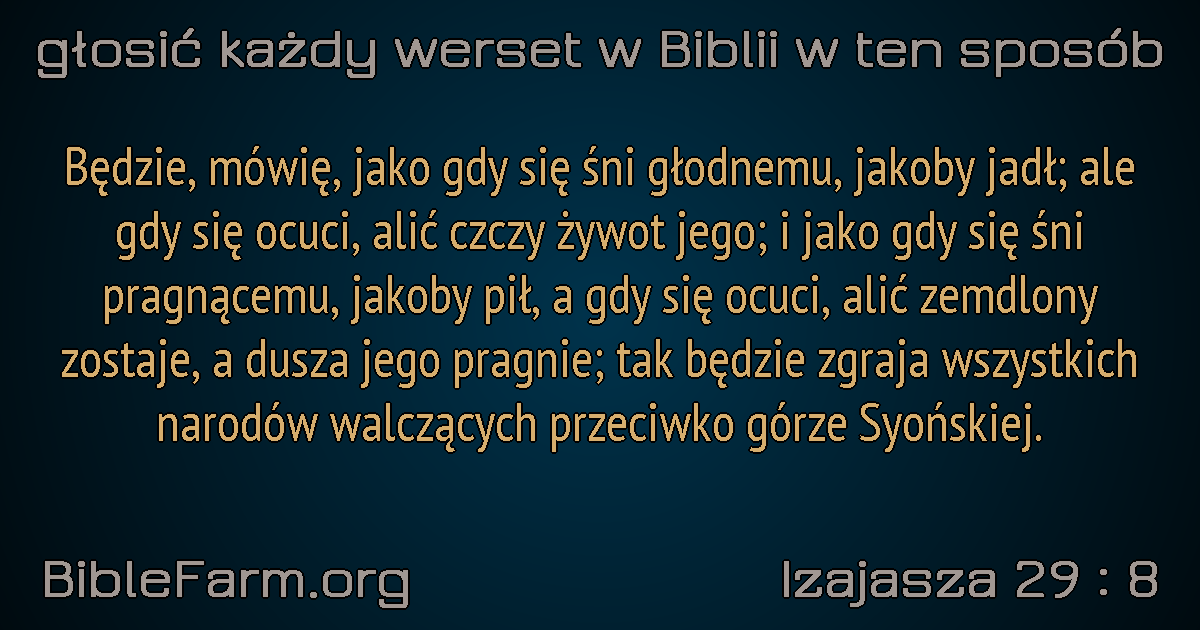 głosić każdy werset w Biblii w ten sposób
Będzie, mówię, jako gdy się śni głodnemu, jakoby jadł; ale
gdy się ocuci, alić czczy żywot jego; i jako gdy się śni
pragnącemu, jakoby pił, a gdy się ocuci, alić zemdlony
zostaje, a dusza jego pragnie; tak będzie zgraja wszystkich
narodów walczących przeciwko górze Syońskiej.
BibleFarm.org
Izajasza 29 : 8